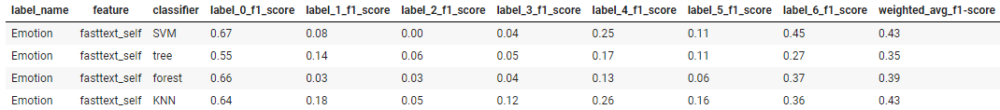 label_name feature classifier label_0_f1_score label_1_f1_score label_2_f1_score label_3_f1_score label_4_f1_score label_5_f1_score label_6_f1_score weighted_avg_f1-score
Emotion fasttext_self SVM 0.67 0.08 0.00 0.04 0.25 0.11 0.45 0.43
Emotion fasttext_self tree 0.55 0.14 0.06 0.05 0.17 0.11 0.27 0.35
Emotion fasttext_self forest 0.66 0.03 0.03 0.04 0.13 0.06 0.37 0.39
Emotion fasttext_self KNN 0.64 0.18 0.05 0.12 0.26 0.16 0.36 0.43